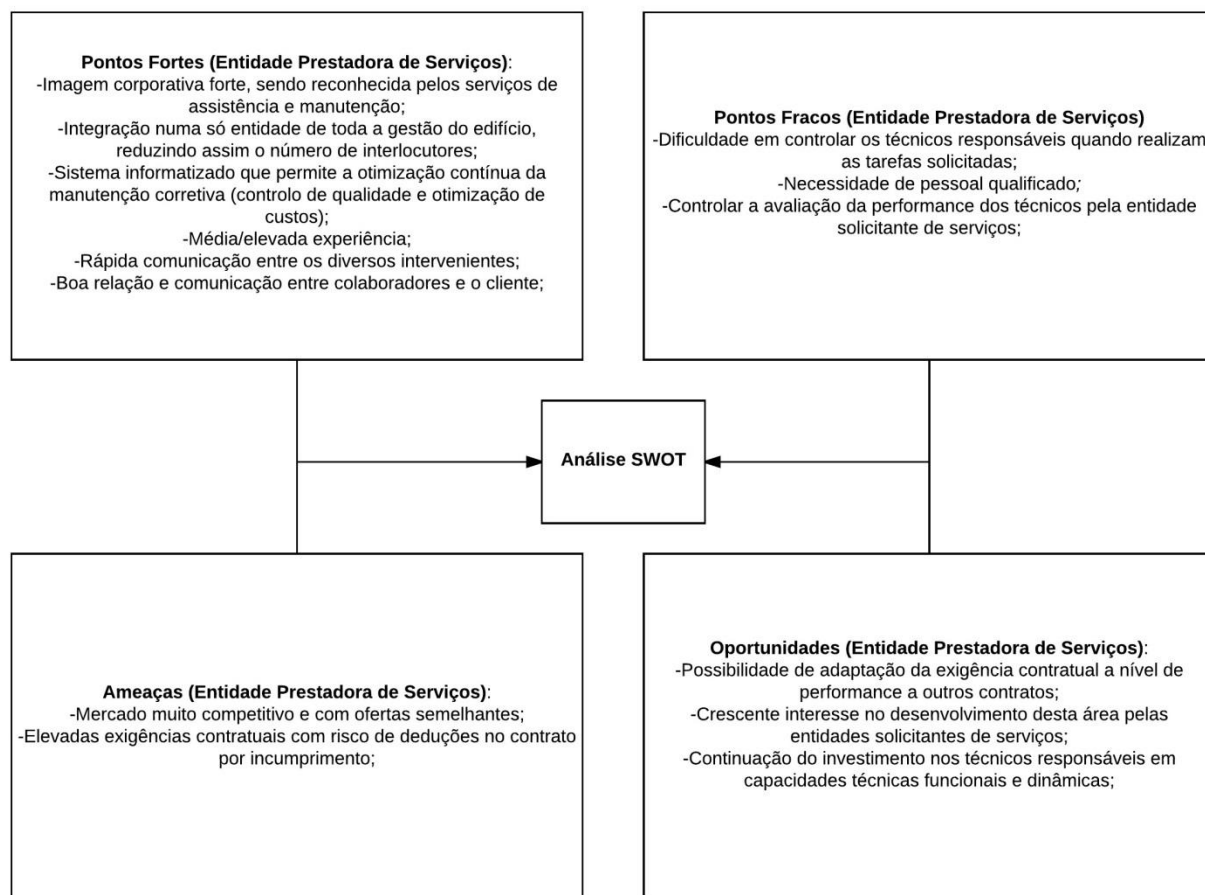 Pontos Fortes (Entidade Prestadora de Serviços):
-Imagem corporativa forte, sendo reconhecida pelos serviços de
assistência e manutenção;
-Integração numa só entidade de toda a gestão do edifício,
reduzindo assim o número de interlocutores;
-Sistema informatizado que permite a otimização contínua da
manutenção corretiva (controlo de qualidade e otimização de
custos);
-Média/elevada experiência;
-Rápida comunicação entre os diversos intervenientes;
-Boa relação e comunicação entre colaboradores e o cliente;
Pontos Fracos (Entidade Prestadora de Serviços)
-Dificuldade em controlar os técnicos responsáveis quando realizam
as tarefas solicitadas;
-Necessidade de pessoal qualificado;
-Controlar a avaliação da performance dos técnicos pela entidade
solicitante de serviços;
Análise SWOT
Ameaças (Entidade Prestadora de Serviços):
-Mercado muito competitivo e com ofertas semelhantes;
-Elevadas exigências contratuais com risco de deduções no contrato
por incumprimento;
Oportunidades (Entidade Prestadora de Serviços):
-Possibilidade de adaptação da exigência contratual a nível de
performance a outros contratos;
-Crescente interesse no desenvolvimento desta área pelas
entidades solicitantes de serviços;
-Continuação do investimento nos técnicos responsáveis em
capacidades técnicas funcionais e dinâmicas;